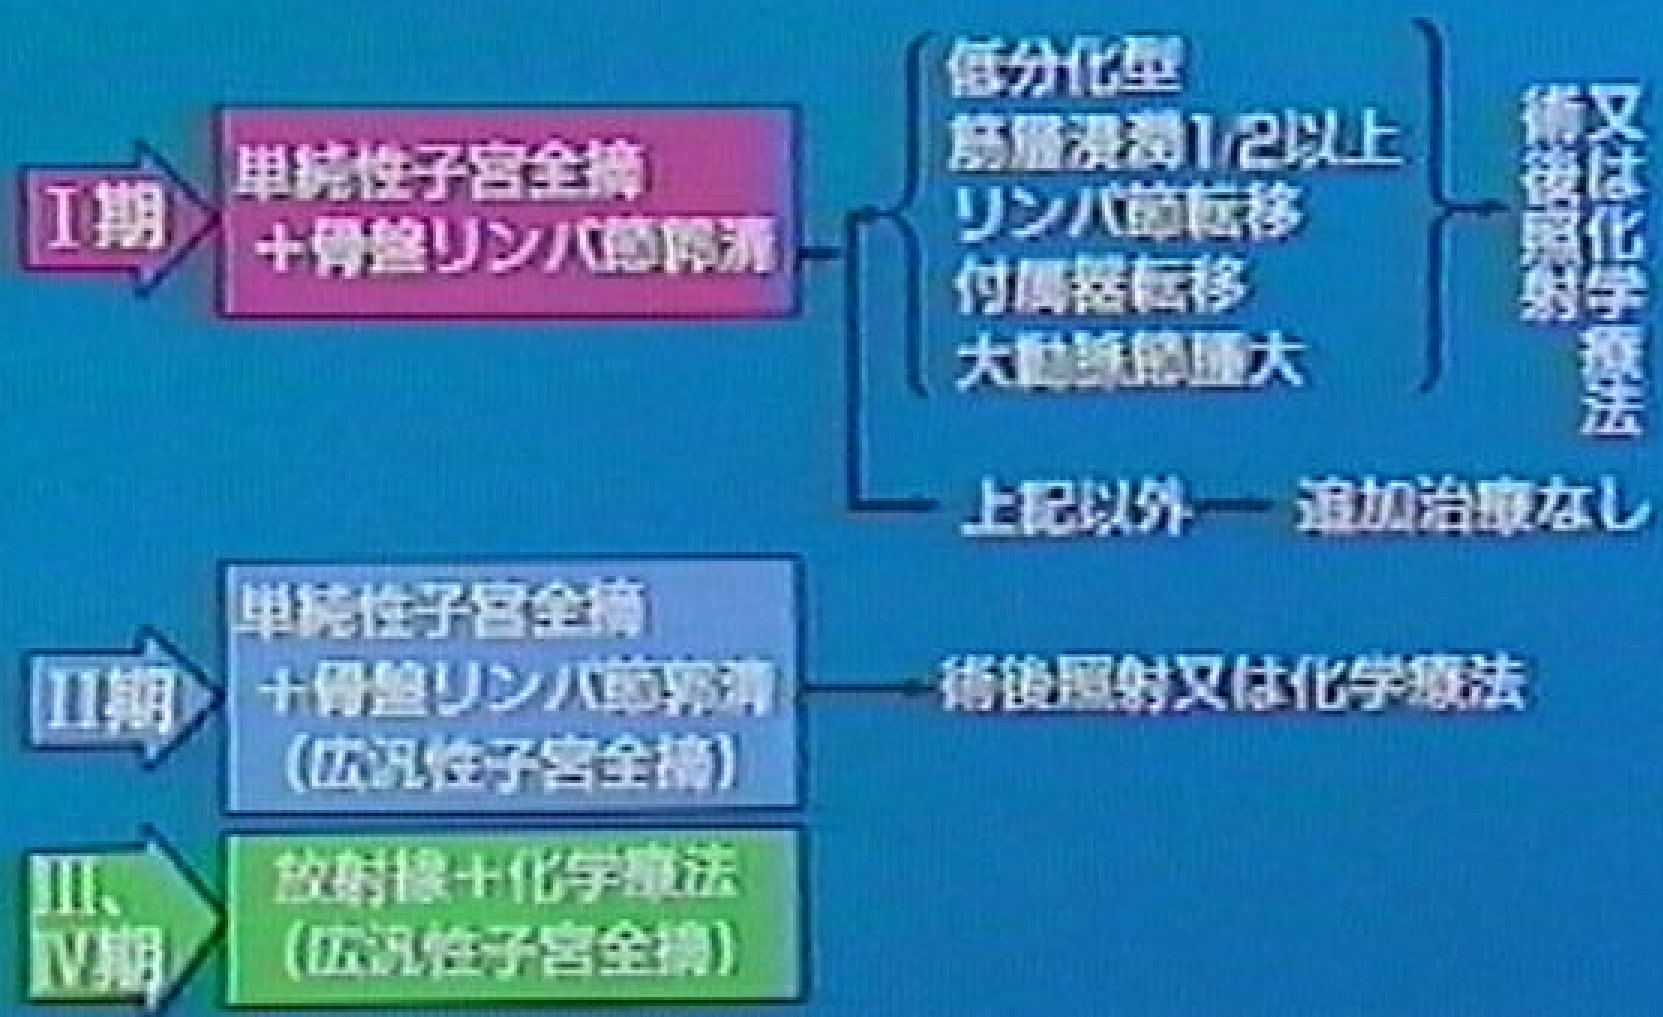 I期
単純性子宮全摘
+骨盤リンパ節郭清
低分化型
筋層浸潤1/2以上
リンパ節転移
付属器転移
大動脈節腫大
術後照射
又は化学療法
上記以外
追加治療なし
II期
単純性子宮全摘
+骨盤リンパ節郭清
(広汎性子宮全摘)
術後照射又は化学療法
III、
IV期
放射線+化学療法
(広汎性子宮全摘)